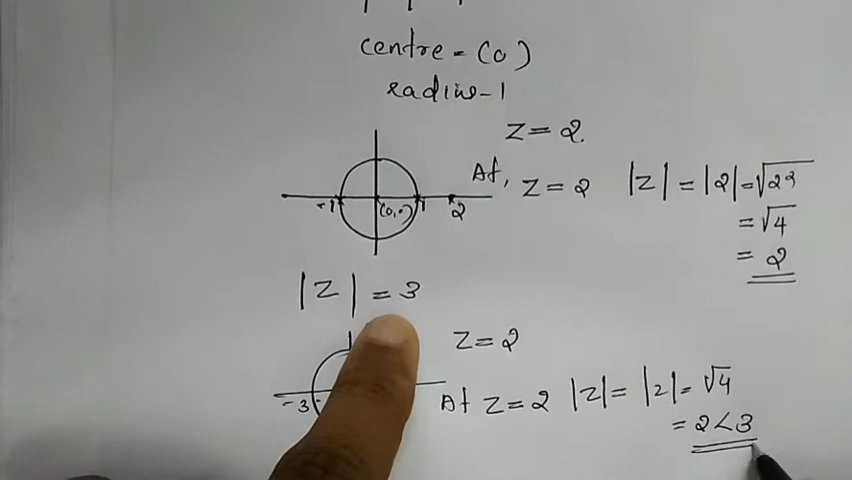 centre = (0)
radius - 1
z = 2.
At, z = 2 |z| = |2| = √2²
= √4
= 2
-1 (0,0) 1 2
|z| = 3
z = 2
At z = 2 |z| = |2| = √4
= 2 < 3
-3